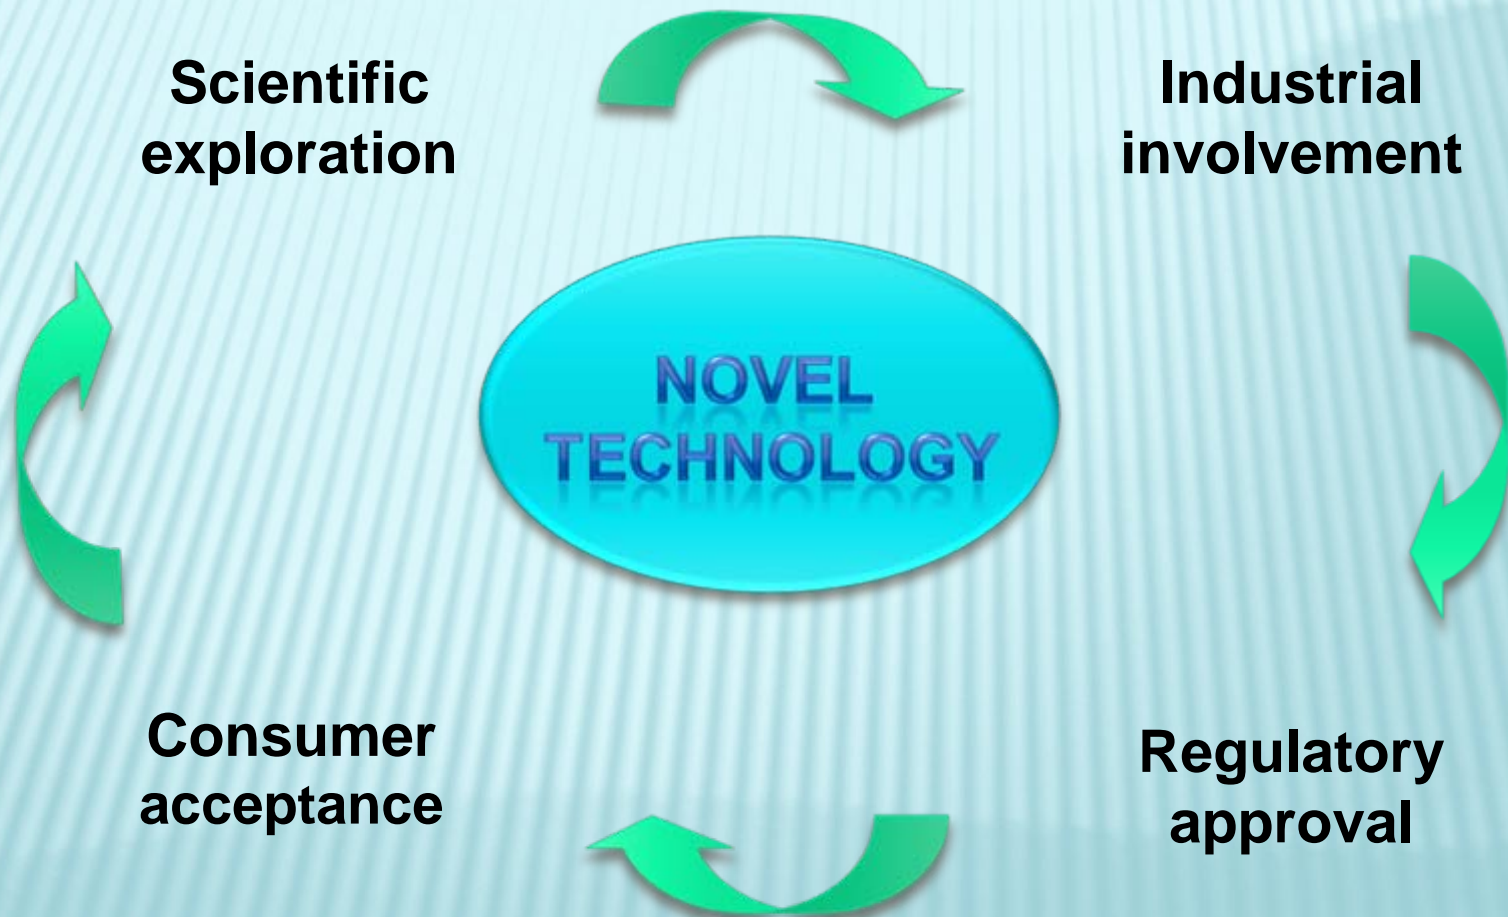 Scientific
exploration
Industrial
involvement
NOVEL
TECHNOLOGY
Consumer
acceptance
Regulatory
approval